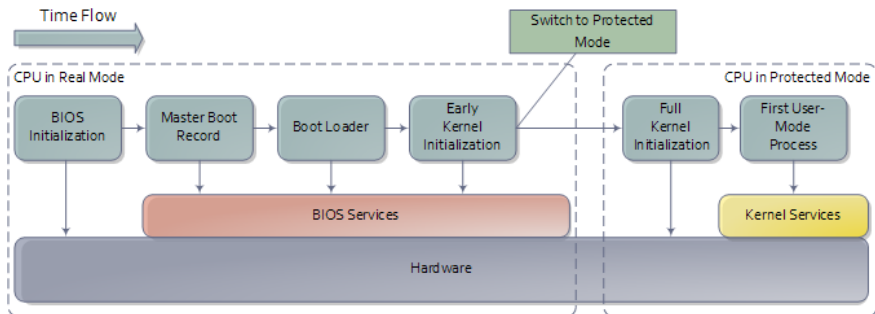 Time Flow
Switch to Protected
Mode
CPU in Real Mode
CPU in Protected Mode
BIOS
Initialization
Master Boot
Record
Boot Loader
Early
Kernel
Initialization
Full
Kernel
Initialization
First User-
Mode
Process
BIOS Services
Kernel Services
Hardware